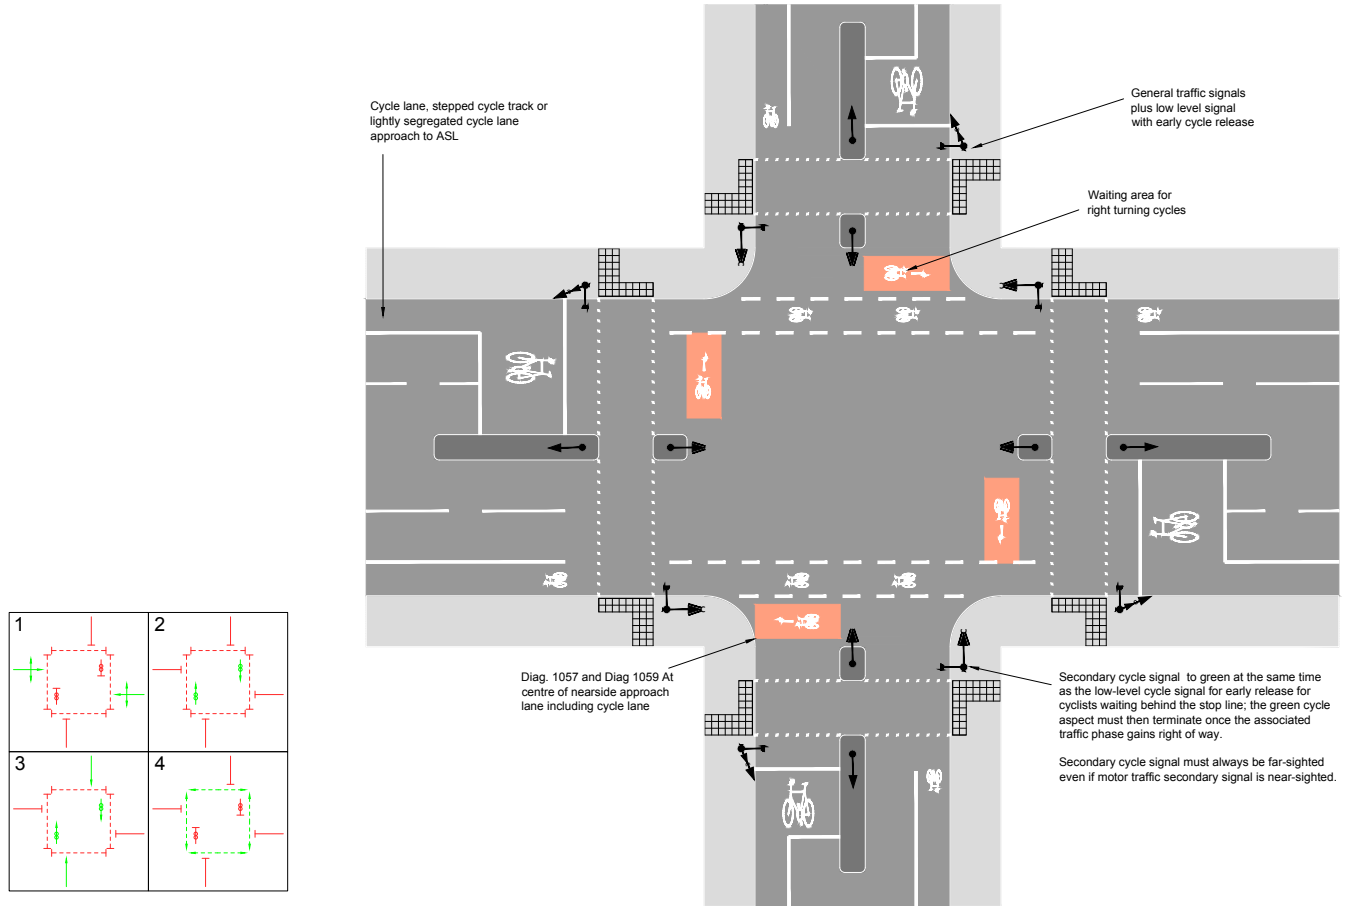 Cycle lane, stepped cycle track or
lightly segregated cycle lane
approach to ASL
General traffic signals
plus low level signal
with early cycle release
Waiting area for
right turning cycles
Diag. 1057 and Diag 1059 At
centre of nearside approach
lane including cycle lane
Secondary cycle signal  to green at the same time
as the low-level cycle signal for early release for
cyclists waiting behind the stop line; the green cycle
aspect must then terminate once the associated
traffic phase gains right of way.
Secondary cycle signal must always be far-sighted
even if motor traffic secondary signal is near-sighted.
1
2
3
4